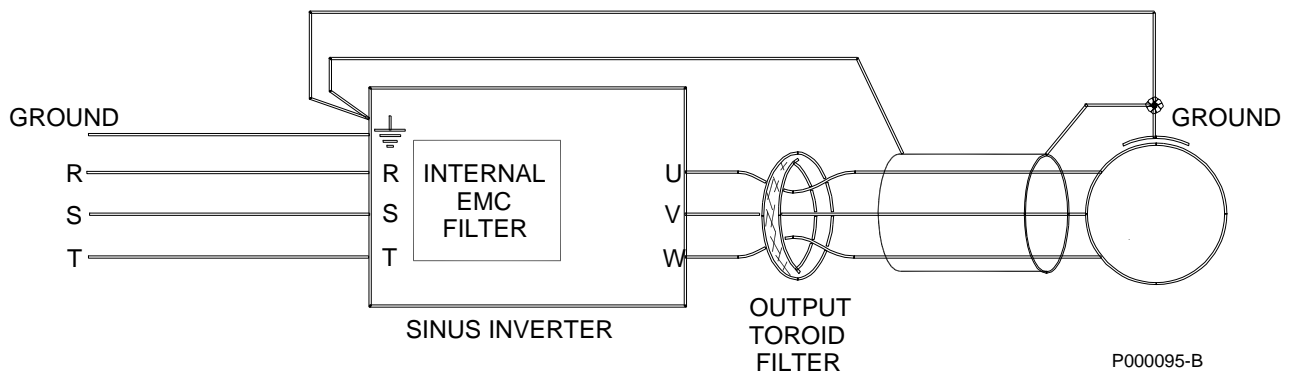 GROUND
R
S
T
R
S
T
INTERNAL
EMC
FILTER
U
V
W
SINUS INVERTER
OUTPUT
TOROID
FILTER
GROUND
P000095-B